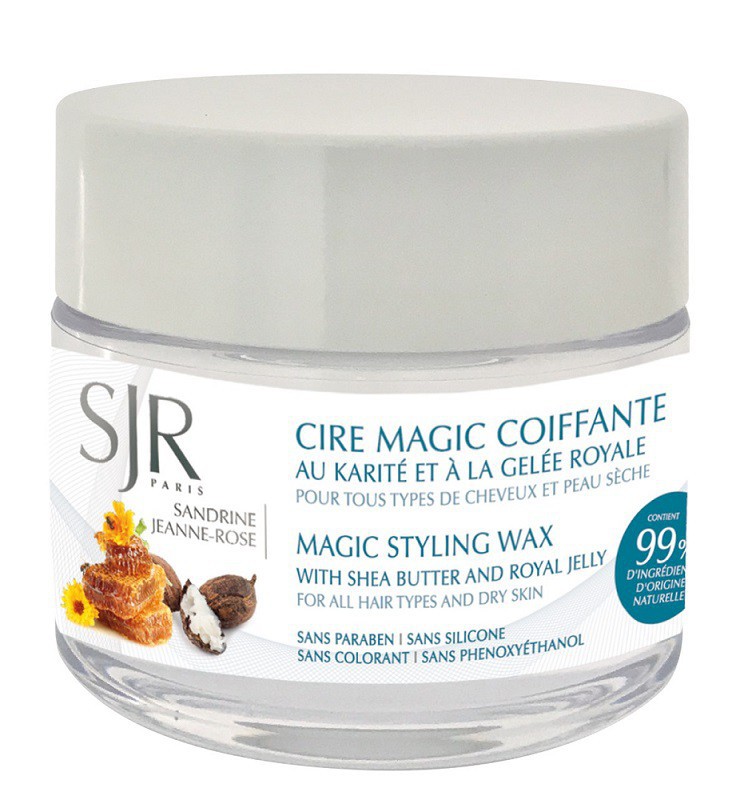 SJR
PARIS
SANDRINE
JEANNE-ROSE
CIRE MAGIC COIFFANTE
AU KARITÉ ET À LA GELÉE ROYALE
POUR TOUS TYPES DE CHEVEUX ET PEAU SÈCHE
MAGIC STYLING WAX
WITH SHEA BUTTER AND ROYAL JELLY
FOR ALL HAIR TYPES AND DRY SKIN
SANS PARABEN | SANS SILICONE
SANS COLORANT | SANS PHENOXYÉTHANOL
CONTIENT
99%
D'INGRÉDIEN
D'ORIGINE
NATURELLE